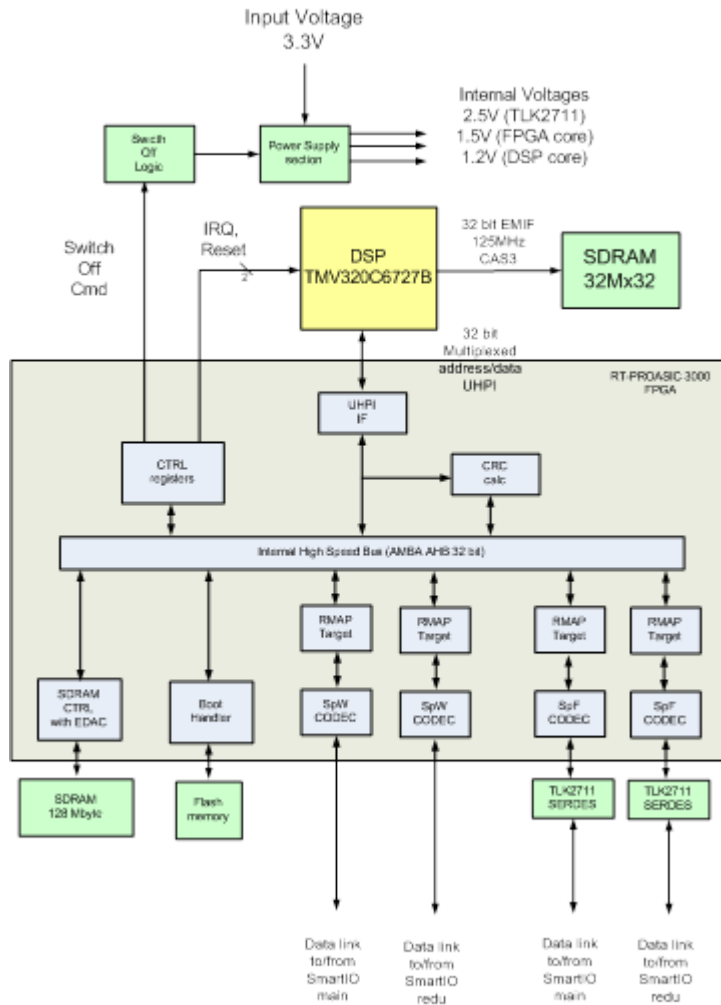 Input Voltage
3.3V
Internal Voltages
2.5V (TLK2711)
1.5V (FPGA core)
1.2V (DSP core)
Swicth
Off
Logic
Power Supply
section
Switch
Off
Cmd
IRQ,
Reset
2
DSP
TMV320C6727B
32 bit EMIF
125MHz
CAS3
SDRAM
32Mx32
32 bit
Multiplexed
address/data
UHPI
RT-PROASIC-3000
FPGA
UHPI
IF
CTRL
registers
CRC
calc
Internal High Speed Bus (AMBA AHB 32 bit)
RMAP
Target
RMAP
Target
RMAP
Target
RMAP
Target
SDRAM
CTRL
with EDAC
Boot
Handler
SpW
CODEC
SpW
CODEC
SpF
CODEC
SpF
CODEC
SDRAM
128 Mbyte
Flash
memory
TLK2711
SERDES
TLK2711
SERDES
Data link
to/from
SmartIO
main
Data link
to/from
SmartIO
redu
Data link
to/from
SmartIO
main
Data link
to/from
SmartIO
redu